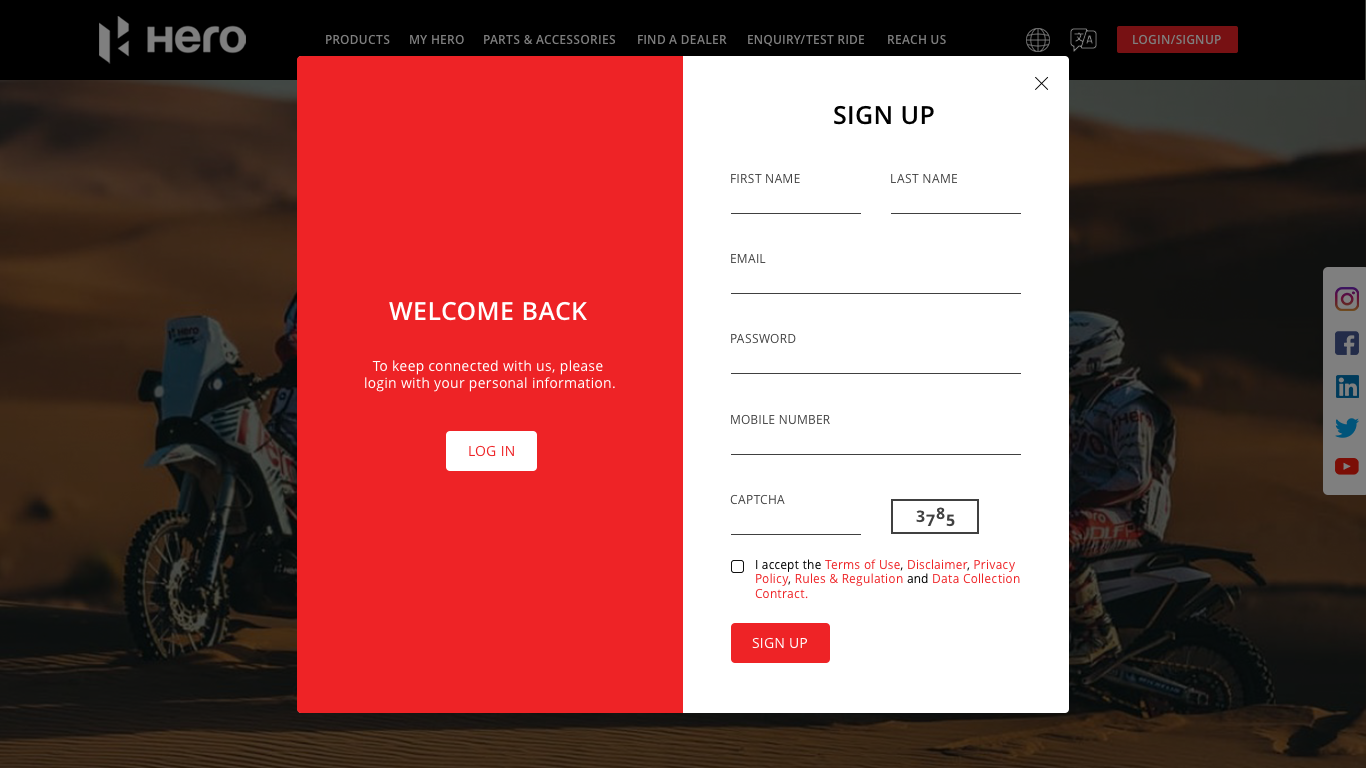 Hero
PRODUCTS MY HERO PARTS & ACCESSORIES FIND A DEALER ENQUIRY/TEST RIDE REACH US
LOGIN/SIGNUP
WELCOME BACK
To keep connected with us, please
login with your personal information.
LOG IN
SIGN UP
FIRST NAME LAST NAME
EMAIL
PASSWORD
MOBILE NUMBER
CAPTCHA 3785
I accept the Terms of Use, Disclaimer, Privacy
Policy, Rules & Regulation and Data Collection
Contract.
SIGN UP
Hero